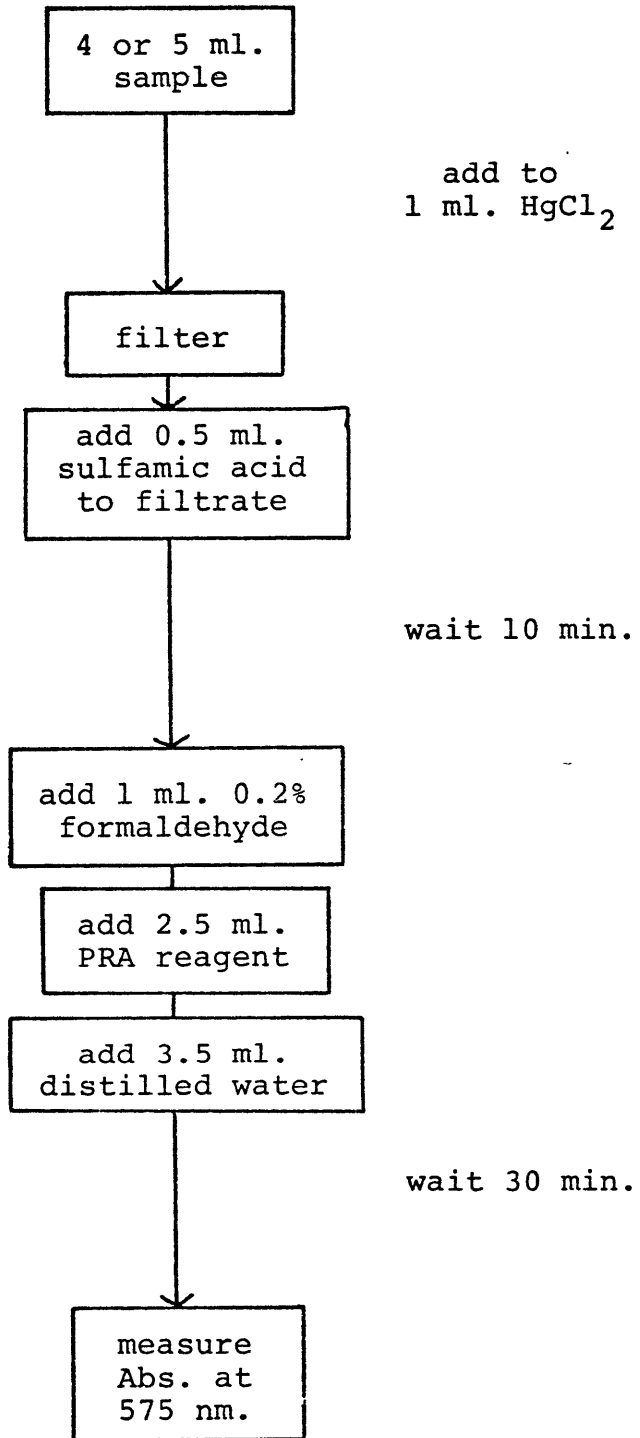 4 or 5 ml.
sample
add to
1 ml. HgCl₂
filter
add 0.5 ml.
sulfamic acid
to filtrate
wait 10 min.
add 1 ml. 0.2%
formaldehyde
add 2.5 ml.
PRA reagent
add 3.5 ml.
distilled water
wait 30 min.
measure
Abs. at
575 nm.